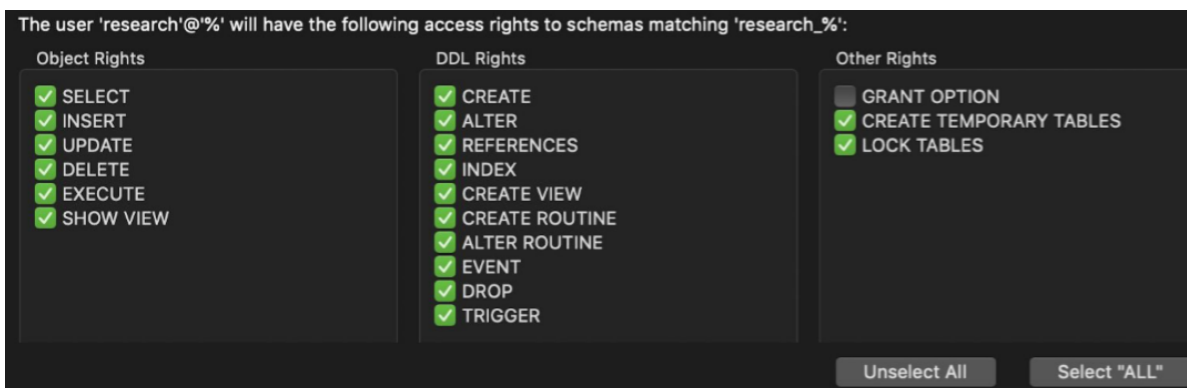 The user 'research'@'%' will have the following access rights to schemas matching 'research_%':
Object Rights
SELECT
INSERT
UPDATE
DELETE
EXECUTE
SHOW VIEW
DDL Rights
CREATE
ALTER
REFERENCES
INDEX
CREATE VIEW
CREATE ROUTINE
ALTER ROUTINE
EVENT
DROP
TRIGGER
Other Rights
GRANT OPTION
CREATE TEMPORARY TABLES
LOCK TABLES
Unselect All
Select "ALL"